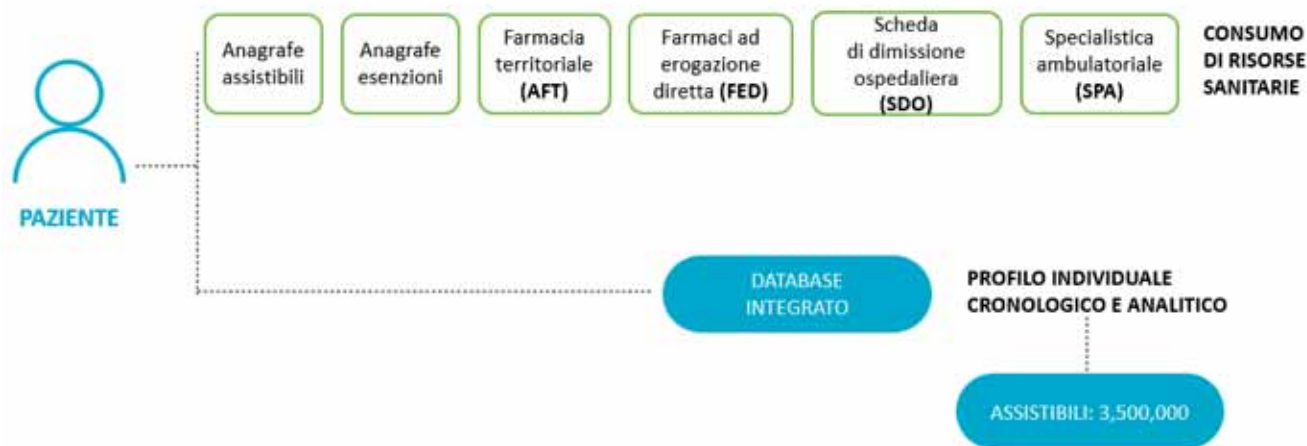 Anagrafe
assistibili
Anagrafe
esenzioni
Farmacia
territoriale
(AFT)
Farmaci ad
erogazione
diretta (FED)
Scheda
di dimissione
ospedaliera
(SDO)
Specialistica
ambulatoriale
(SPA)
CONSUMO
DI RISORSE
SANITARIE
PAZIENTE
DATABASE
INTEGRATO
PROFILO INDIVIDUALE
CRONOLOGICO E ANALITICO
ASSISTIBILI: 3,500,000